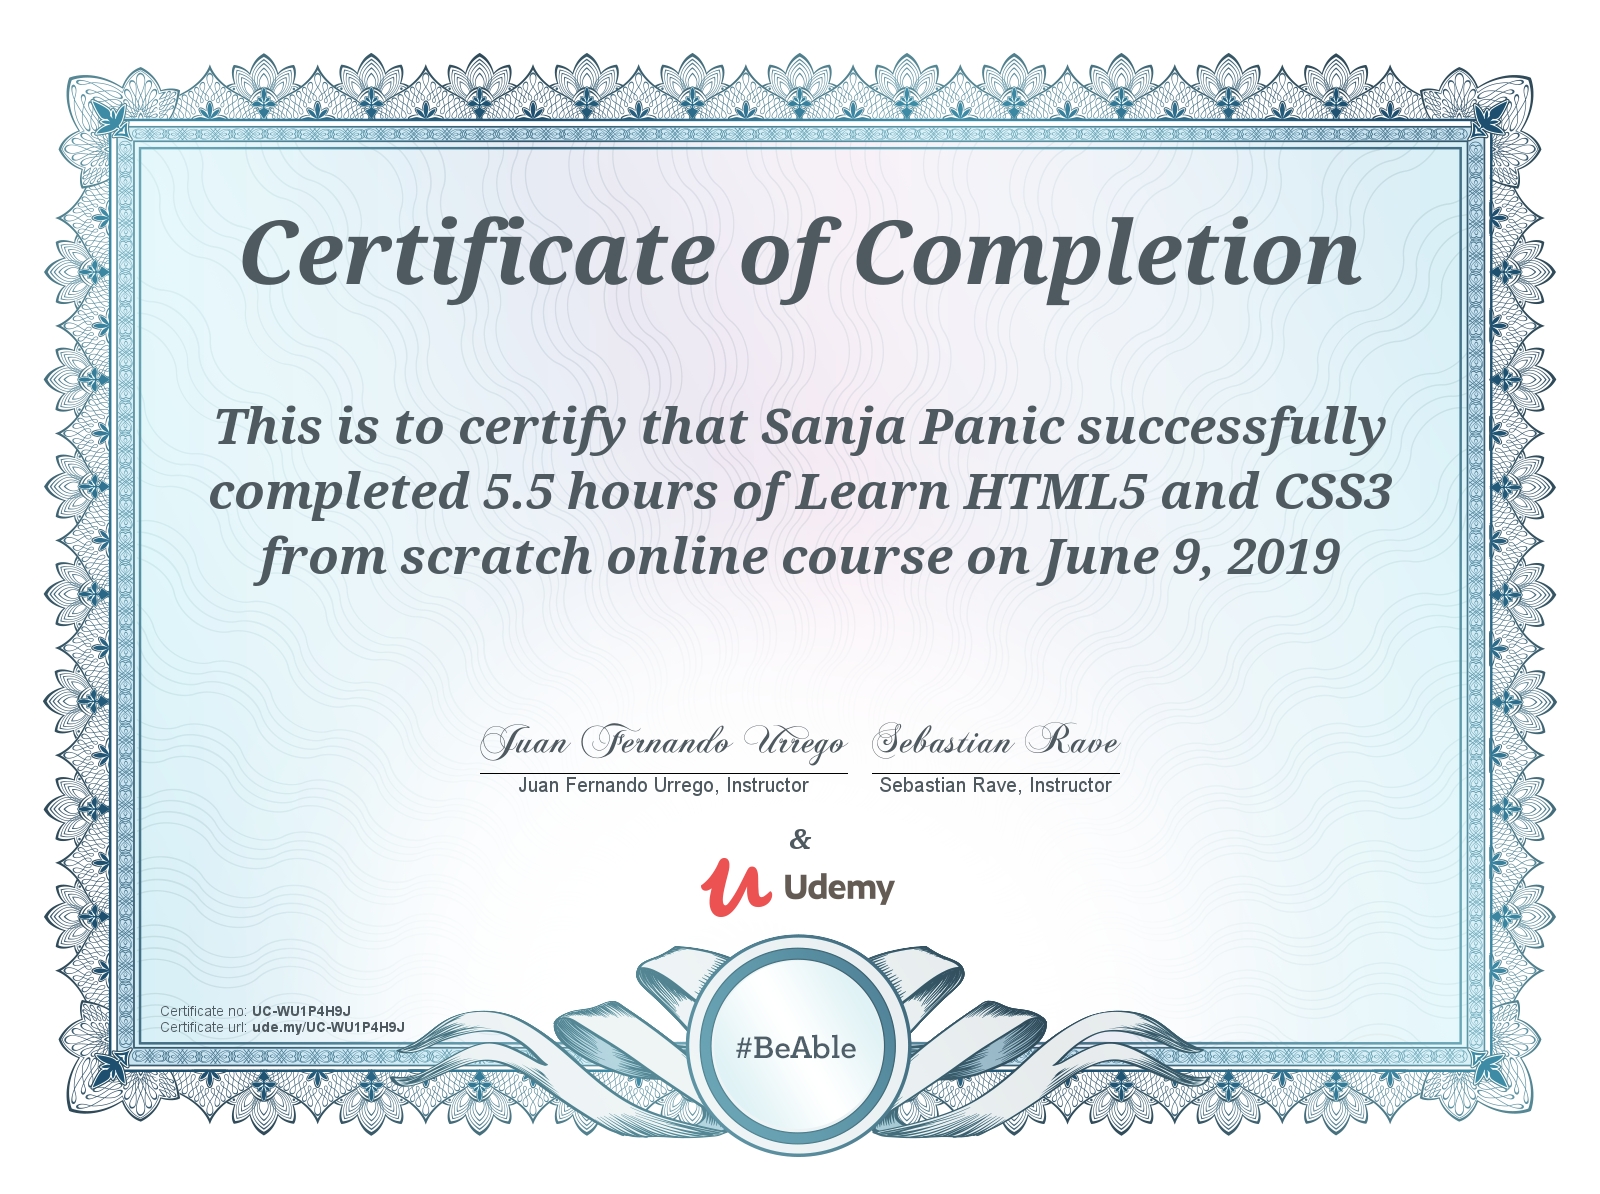 Certificate of Completion
This is to certify that Sanja Panic successfully
completed 5.5 hours of Learn HTML5 and CSS3
from scratch online course on June 9, 2019
Juan Fernando Urrego Sebastian Rave
Juan Fernando Urrego, Instructor Sebastian Rave, Instructor
&
Udemy
Certificate no: UC-WU1P4H9J
Certificate url: ude.my/UC-WU1P4H9J
#BeAble